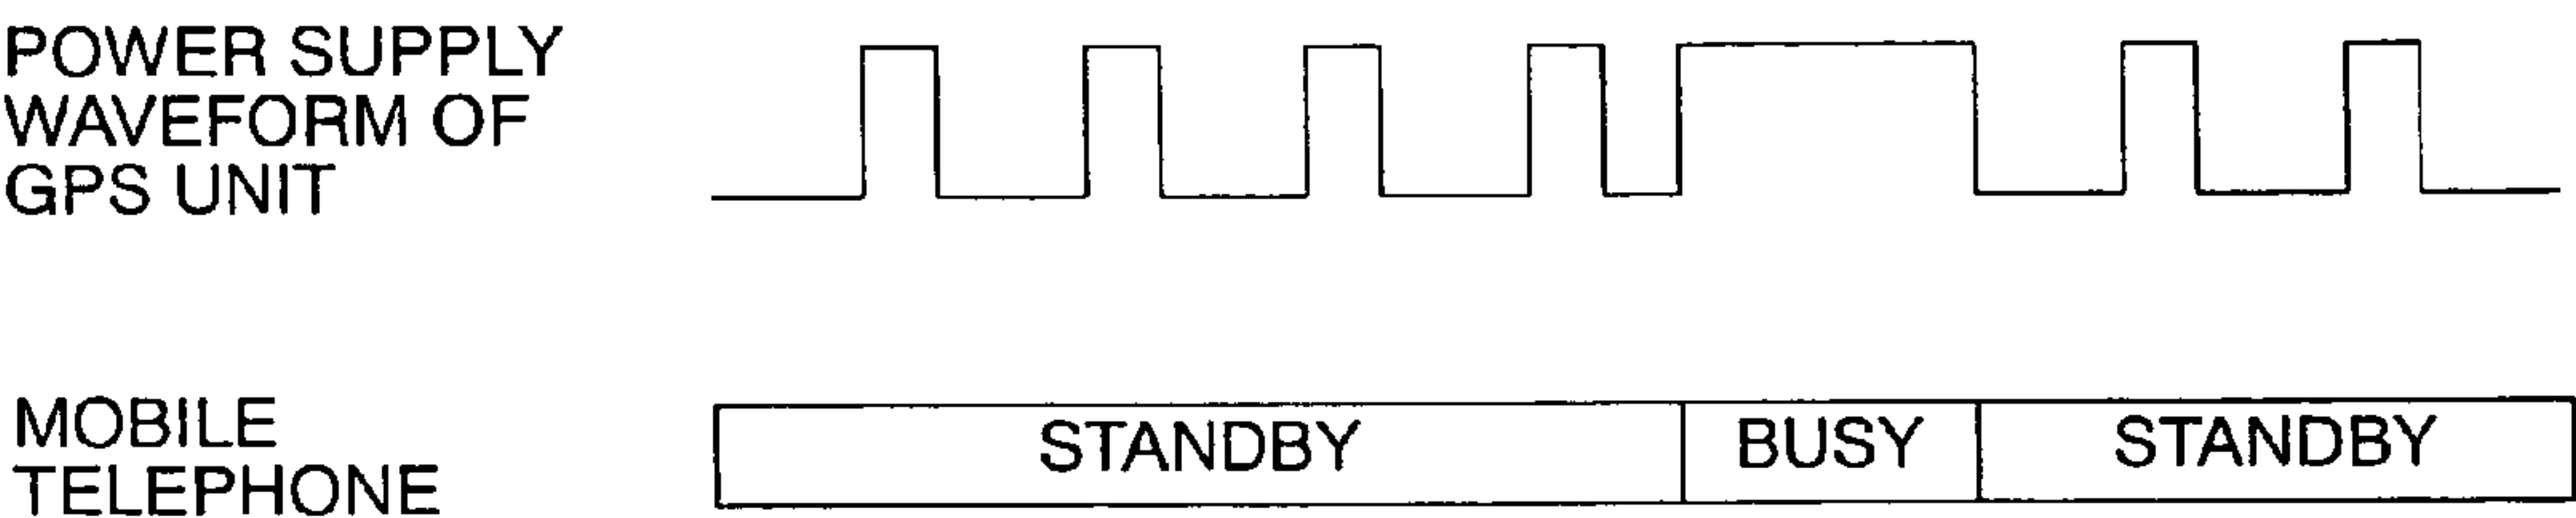 POWER SUPPLY
WAVEFORM OF
GPS UNIT
MOBILE
TELEPHONE
STANDBY
BUSY
STANDBY